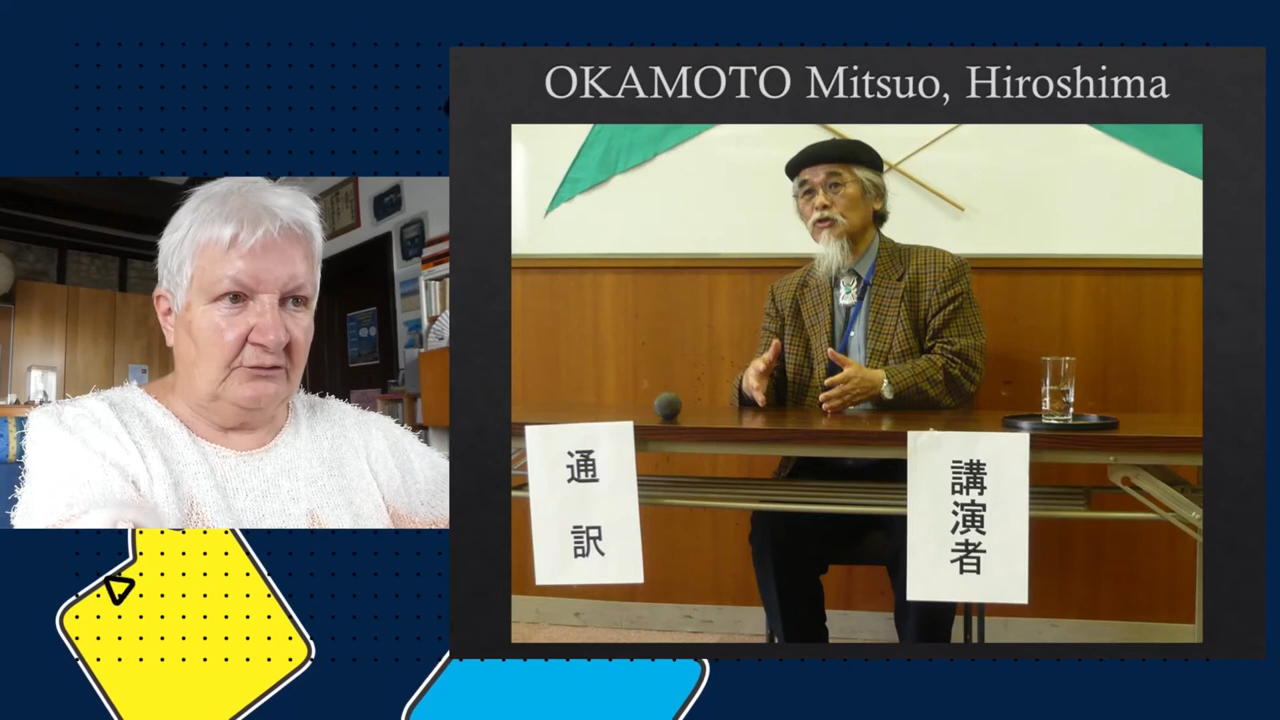 OKAMOTO Mitsuo, Hiroshima
通
訳
講
演
者